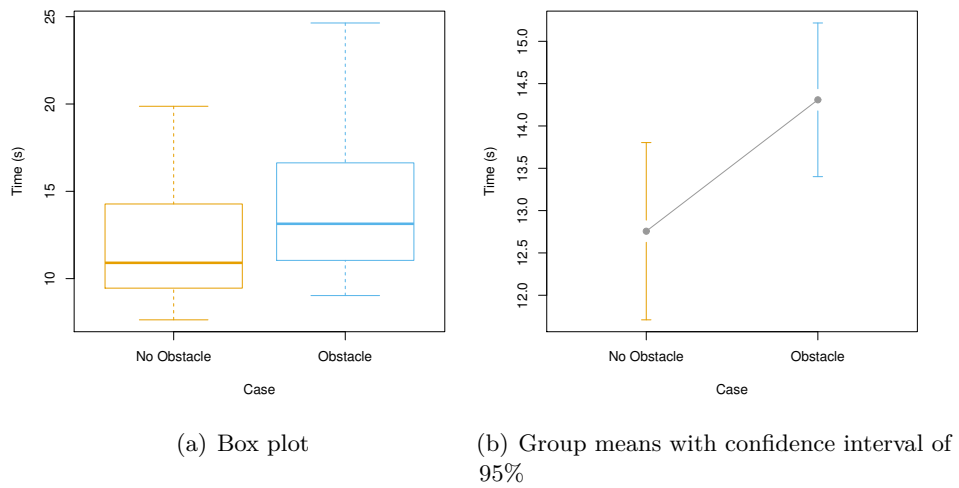 25
20
15
10
Time (s)
No Obstacle
Obstacle
Case
(a) Box plot
15.0
14.5
14.0
13.5
13.0
12.5
12.0
Time (s)
No Obstacle
Obstacle
Case
(b) Group means with confidence interval of
95%